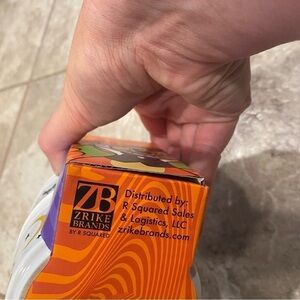 ZB
ZRIKE
BRANDS
BY R SQUARED
Distributed by:
R Squared Sales
& Logistics, LLC
zrikebrands.com